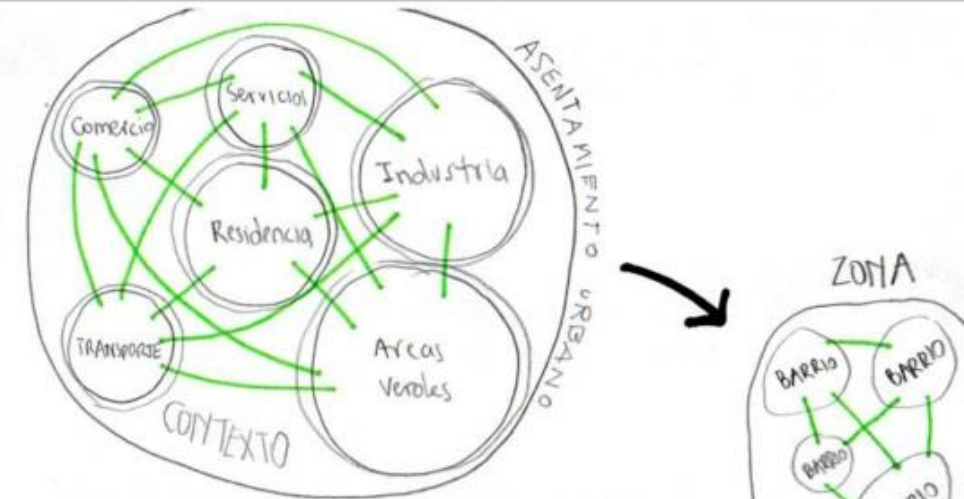 ASENTAMIENTO URBANO
Servicios
Comercio
Industria
Residencia
ZONA
TRANSPORTE
Areas
Verdes
BARRIO
BARRIO
BARRIO
CONTEXTO